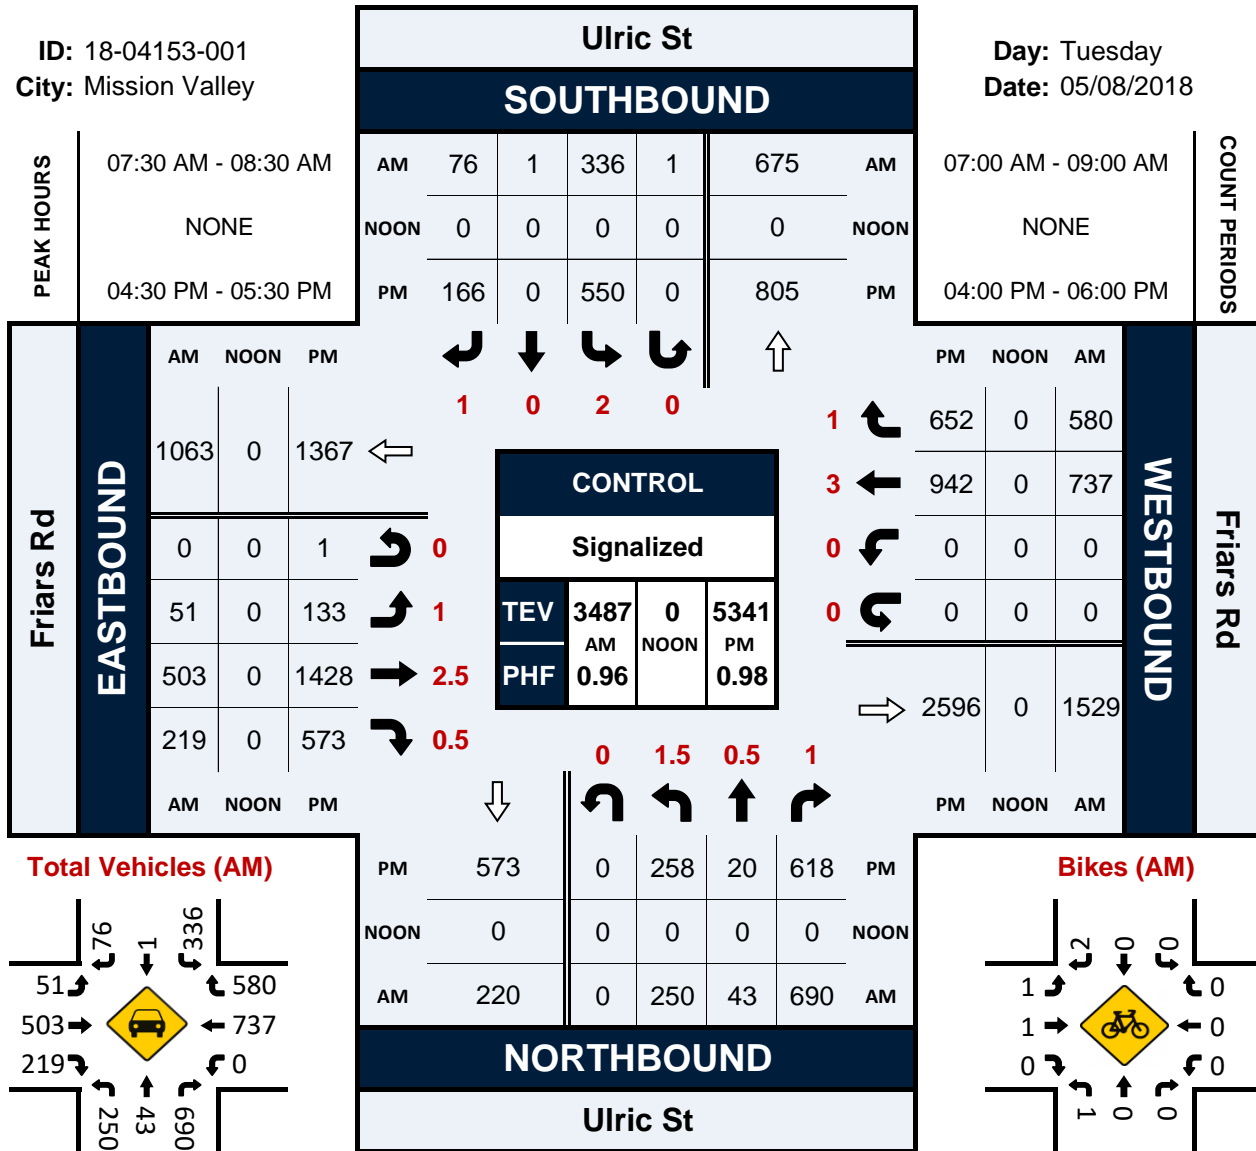 Ulric St
ID: 18-04153-001
Day: Tuesday
City: Mission Valley
Date: 05/08/2018
SOUTHBOUND
PEAK HOURS
07:30 AM - 08:30 AM
NONE
04:30 PM - 05:30 PM
AM 76 1 336 1 675 AM
NOON 0 0 0 0 0 NOON
PM 166 0 550 0 805 PM
07:00 AM - 09:00 AM
NONE
04:00 PM - 06:00 PM
COUNT PERIODS
1 0 2 0
Friars Rd
EASTBOUND
AM NOON PM
1063 0 1367
0 0 1 0
51 0 133 1
503 0 1428 2.5
219 0 573 0.5
AM NOON PM
CONTROL
Signalized
TEV 3487 0 5341
AM NOON PM
PHF 0.96 0.98
PM NOON AM
1 652 0 580
3 942 0 737
0 0 0 0
0 0 0 0
2596 0 1529
PM NOON AM
WESTBOUND
Friars Rd
0 1.5 0.5 1
PM 573 0 258 20 618 PM
NOON 0 0 0 0 0 NOON
AM 220 0 250 43 690 AM
NORTHBOUND
Ulric St
Total Vehicles (AM)
76 1 336
51 580
503 737
219 0
250 43 690
Bikes (AM)
2 0 0
1 0
1 0
0 0
1 0 0